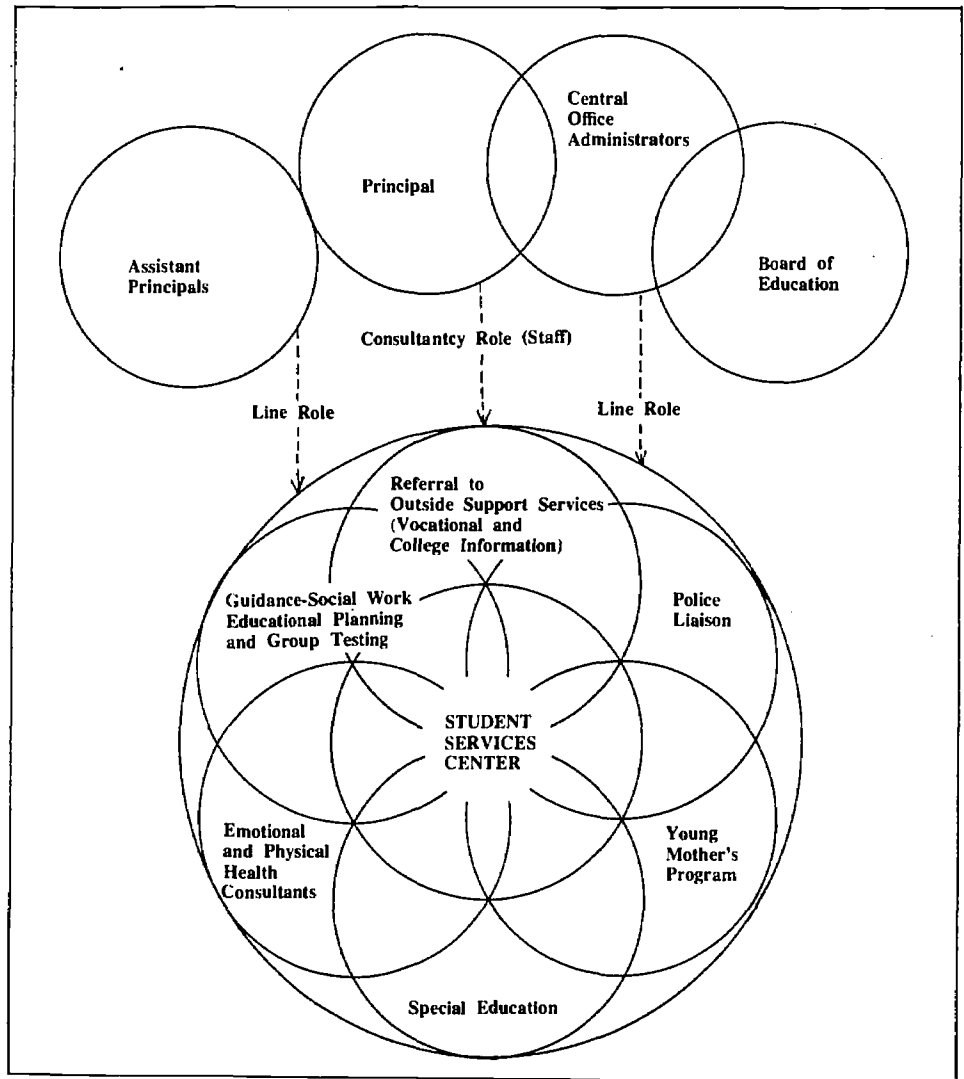 Central
Office
Administrators
Principal
Assistant
Principals
Board of
Education
Consultantcy Role (Staff)
Line Role
Line Role
Referral to
Outside Support Services
(Vocational and
College Information)
Guidance-Social Work
Educational Planning
and Group Testing
Police
Liaison
STUDENT
SERVICES
CENTER
Emotional
and Physical
Health
Consultants
Young
Mother's
Program
Special Education